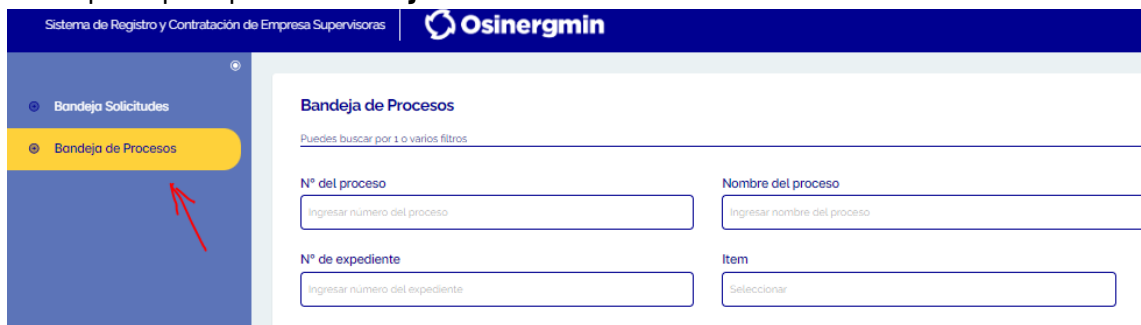 Sistema de Registro y Contratación de Empresa Supervisoras
Osinergmin
Bandeja Solicitudes
Bandeja de Procesos
Bandeja de Procesos
Puedes buscar por 1 o varios filtros
Nº del proceso
Nombre del proceso
Ingresar número del proceso
Ingresar nombre del proceso
Nº de expediente
Item
Ingresar número del expediente
Seleccionar